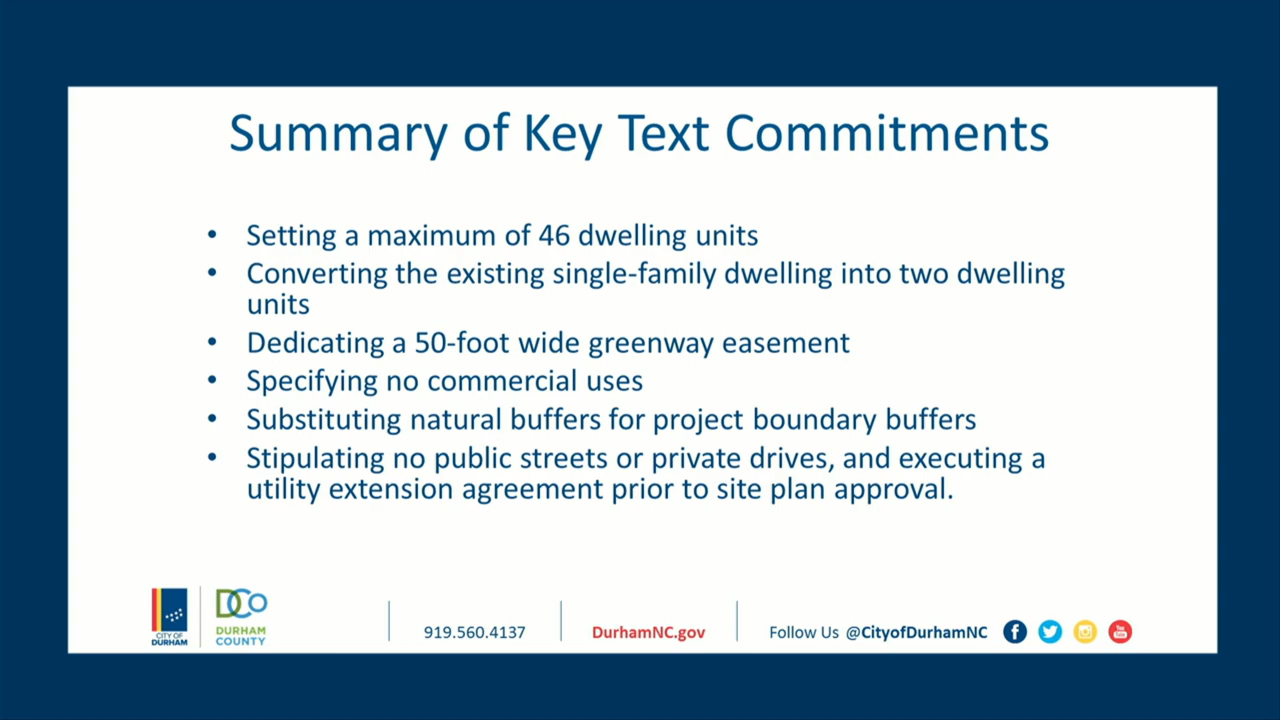 Summary of Key Text Commitments
• Setting a maximum of 46 dwelling units
• Converting the existing single-family dwelling into two dwelling
units
• Dedicating a 50-foot wide greenway easement
• Specifying no commercial uses
• Substituting natural buffers for project boundary buffers
• Stipulating no public streets or private drives, and executing a
utility extension agreement prior to site plan approval.
CITY OF
DURHAM
DCo
DURHAM
COUNTY
919.560.4137
DurhamNC.gov
Follow Us @CityofDurhamNC
You
Tube